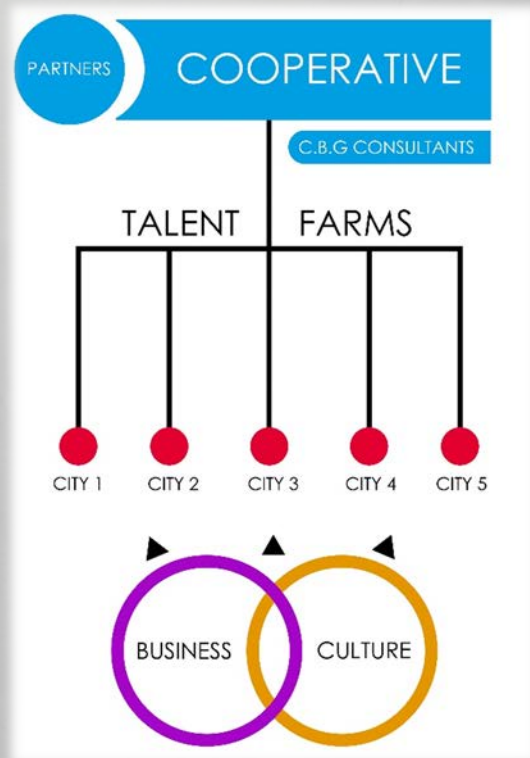 PARTNERS
COOPERATIVE
C.B.G CONSULTANTS
TALENT FARMS
CITY 1 CITY 2 CITY 3 CITY 4 CITY 5
BUSINESS CULTURE